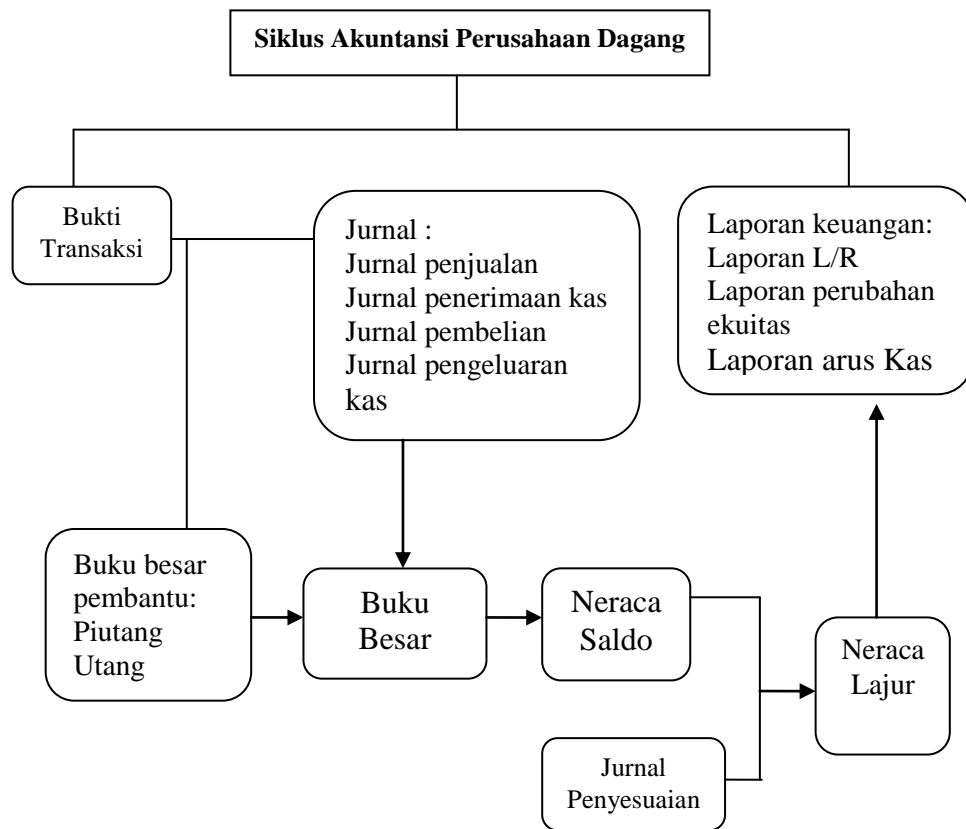 Siklus Akuntansi Perusahaan Dagang
Bukti
Transaksi
Jurnal :
Jurnal penjualan
Jurnal penerimaan kas
Jurnal pembelian
Jurnal pengeluaran
kas
Laporan keuangan:
Laporan L/R
Laporan perubahan
ekuitas
Laporan arus Kas
Buku besar
pembantu:
Piutang
Utang
Buku
Besar
Neraca
Saldo
Neraca
Lajur
Jurnal
Penyesuaian